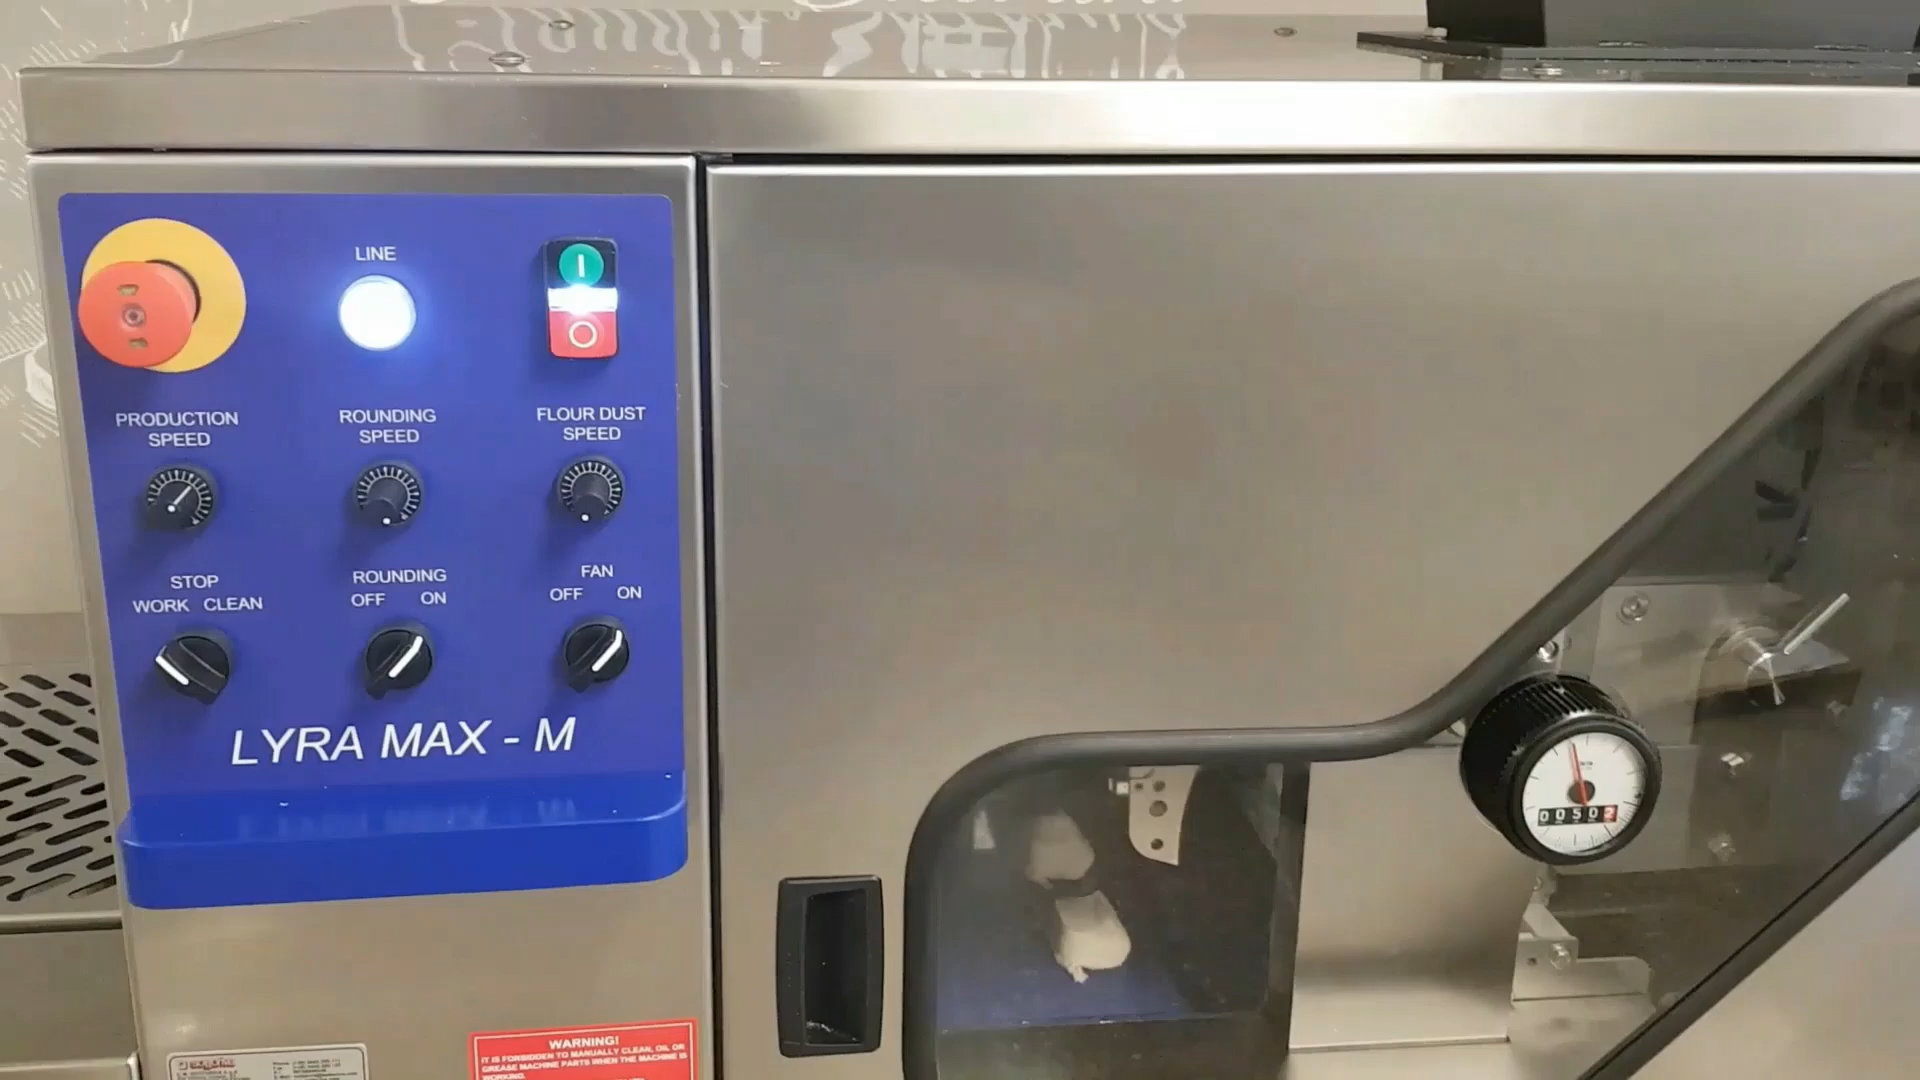 LINE
I
O
PRODUCTION
SPEED
ROUNDING
SPEED
FLOUR DUST
SPEED
STOP
WORK CLEAN
ROUNDING
OFF ON
FAN
OFF ON
LYRA MAX - M
00502
WARNING!
IT IS FORBIDDEN TO MANUALLY CLEAN, OIL OR
GREASE MACHINE PARTS WHEN THE MACHINE IS
WORKING.